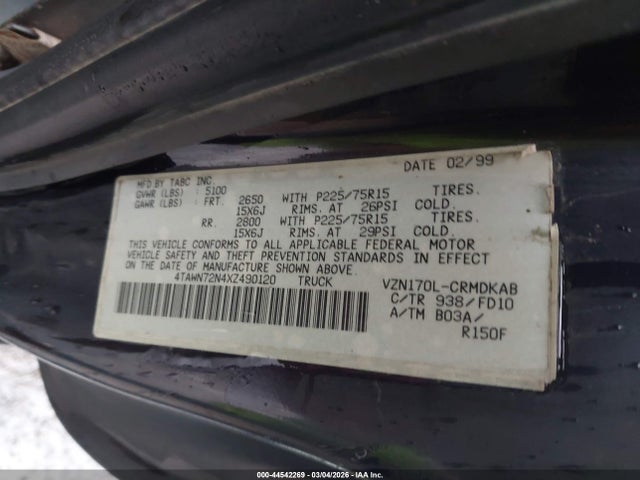 MFD BY TABC INC. DATE 02/99
GVWR (LBS) : 5100
GAWR (LBS) : FRT. 2650 WITH P225/75R15 TIRES.
15X6J RIMS. AT 26PSI COLD.
RR. 2800 WITH P225/75R15 TIRES.
15X6J RIMS. AT 29PSI COLD.
THIS VEHICLE CONFORMS TO ALL APPLICABLE FEDERAL MOTOR
VEHICLE SAFETY AND THEFT PREVENTION STANDARDS IN EFFECT
ON THE DATE OF MANUFACTURE SHOWN ABOVE.
4TAWN72N4XZ490120 TRUCK VZN170L-CRMDKAB
C/TR 938/FD10
A/TM B03A/
R150F
000-44542269 - 03/04/2026 - IAA Inc.